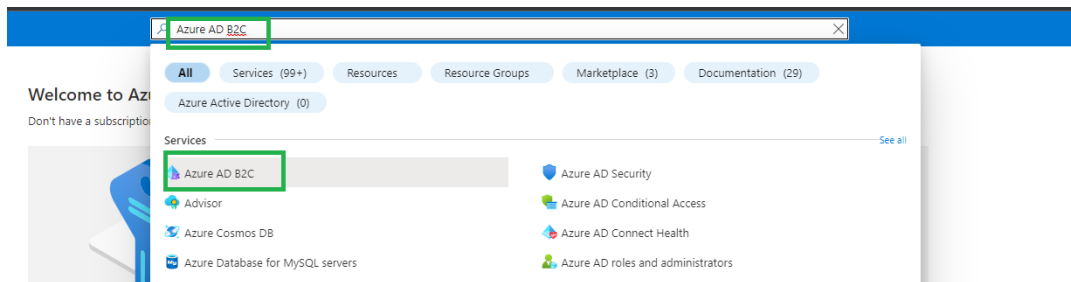 Azure AD B2C
All Services (99+) Resources Resource Groups Marketplace (3) Documentation (29)
Azure Active Directory (0)
Welcome to Az
Don't have a subscriptio
Services See all
Azure AD B2C Azure AD Security
Advisor Azure AD Conditional Access
Azure Cosmos DB Azure AD Connect Health
Azure Database for MySQL servers Azure AD roles and administrators